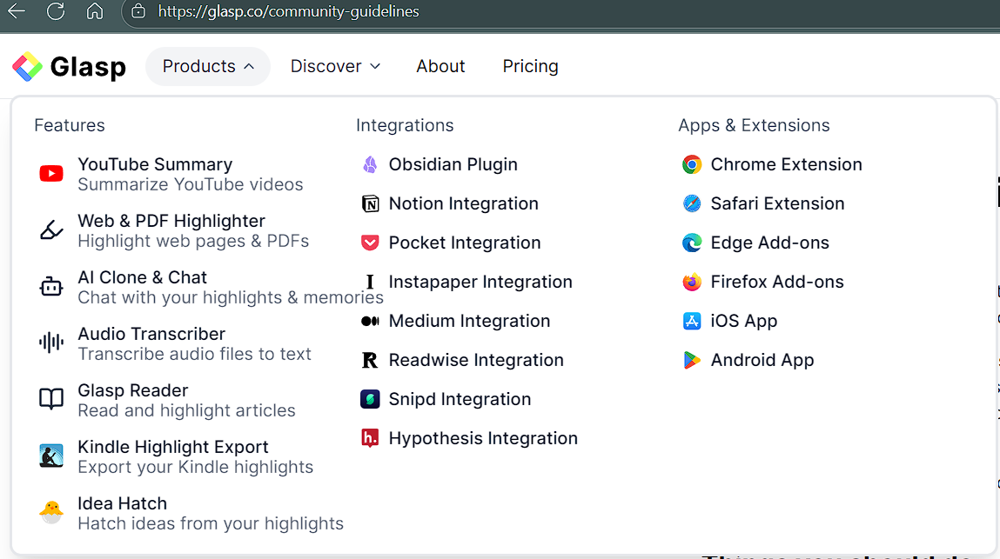 https://glasp.co/community-guidelines
Glasp
Products
Discover
About
Pricing
Features
YouTube Summary
Summarize YouTube videos
Web & PDF Highlighter
Highlight web pages & PDFs
AI Clone & Chat
Chat with your highlights & memories
Audio Transcriber
Transcribe audio files to text
Glasp Reader
Read and highlight articles
Kindle Highlight Export
Export your Kindle highlights
Idea Hatch
Hatch ideas from your highlights
Integrations
Obsidian Plugin
Notion Integration
Pocket Integration
Instapaper Integration
Medium Integration
Readwise Integration
Snipd Integration
Hypothesis Integration
Apps & Extensions
Chrome Extension
Safari Extension
Edge Add-ons
Firefox Add-ons
iOS App
Android App